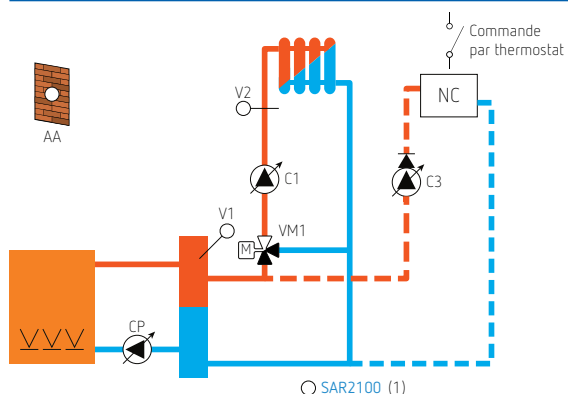 Commande
par thermostat
NC
V2
AA
C1
C3
V1
VM1
M
CP
SAR2100 (1)